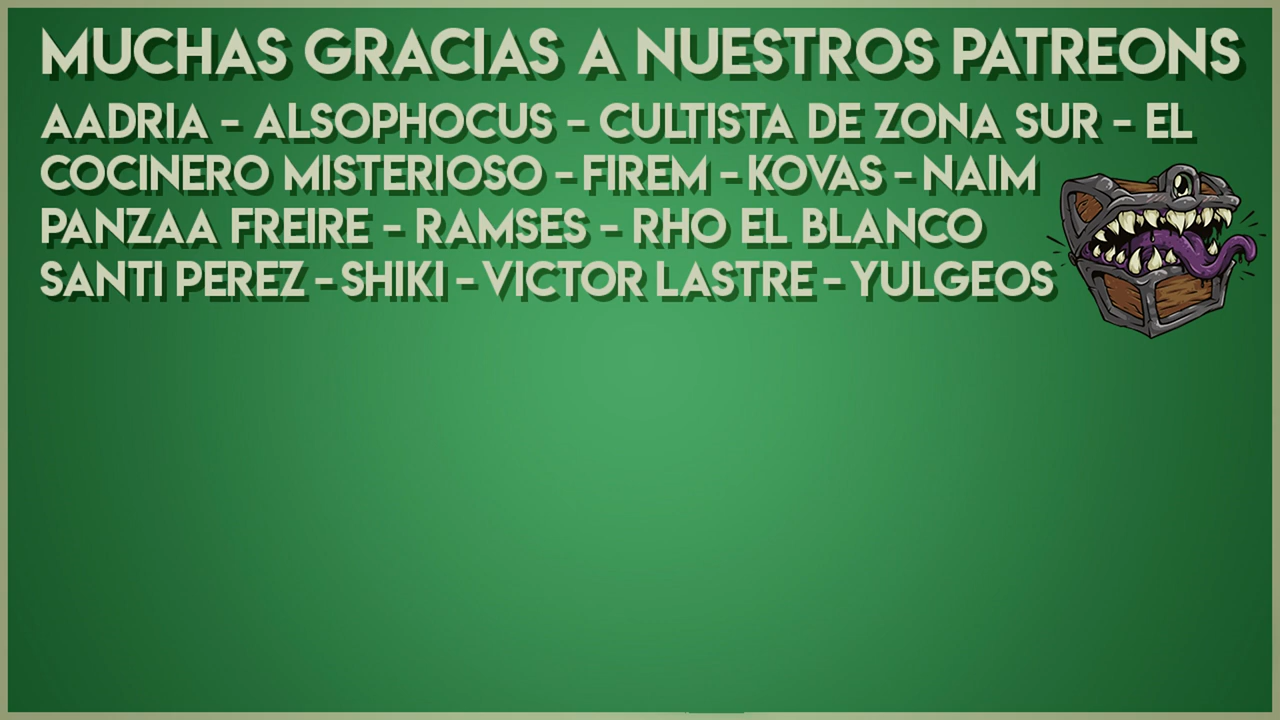 MUCHAS GRACIAS A NUESTROS PATREONS
AADRIA - ALSOPHOCUS - CULTISTA DE ZONA SUR - EL
COCINERO MISTERIOSO - FIREM - KOVAS - NAIM
PANZAA FREIRE - RAMSES - RHO EL BLANCO
SANTI PEREZ - SHIKI - VICTOR LASTRE - YULGEOS